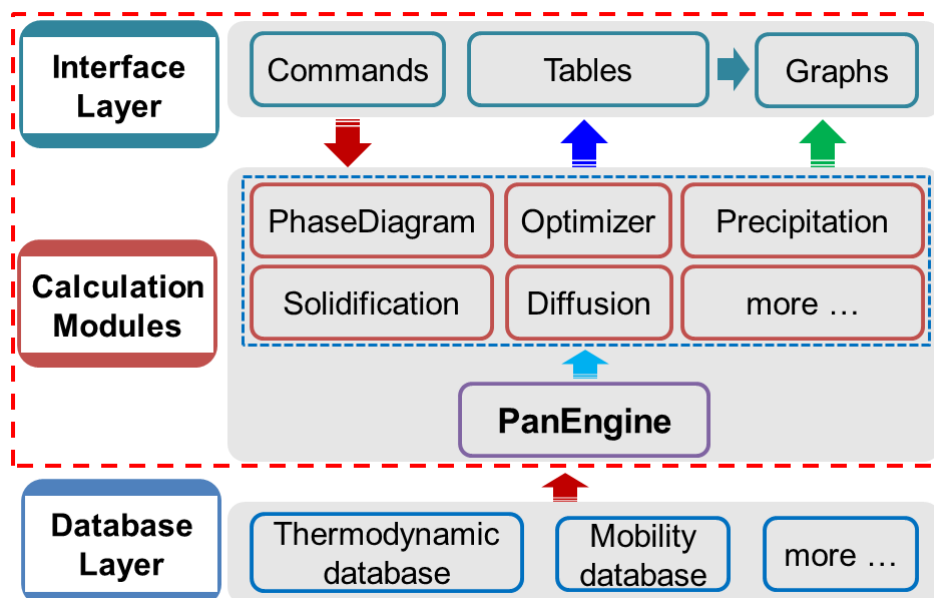 Interface
Layer
Commands
Tables
Graphs
Calculation
Modules
PhaseDiagram
Optimizer
Precipitation
Solidification
Diffusion
more …
PanEngine
Database
Layer
Thermodynamic
database
Mobility
database
more …